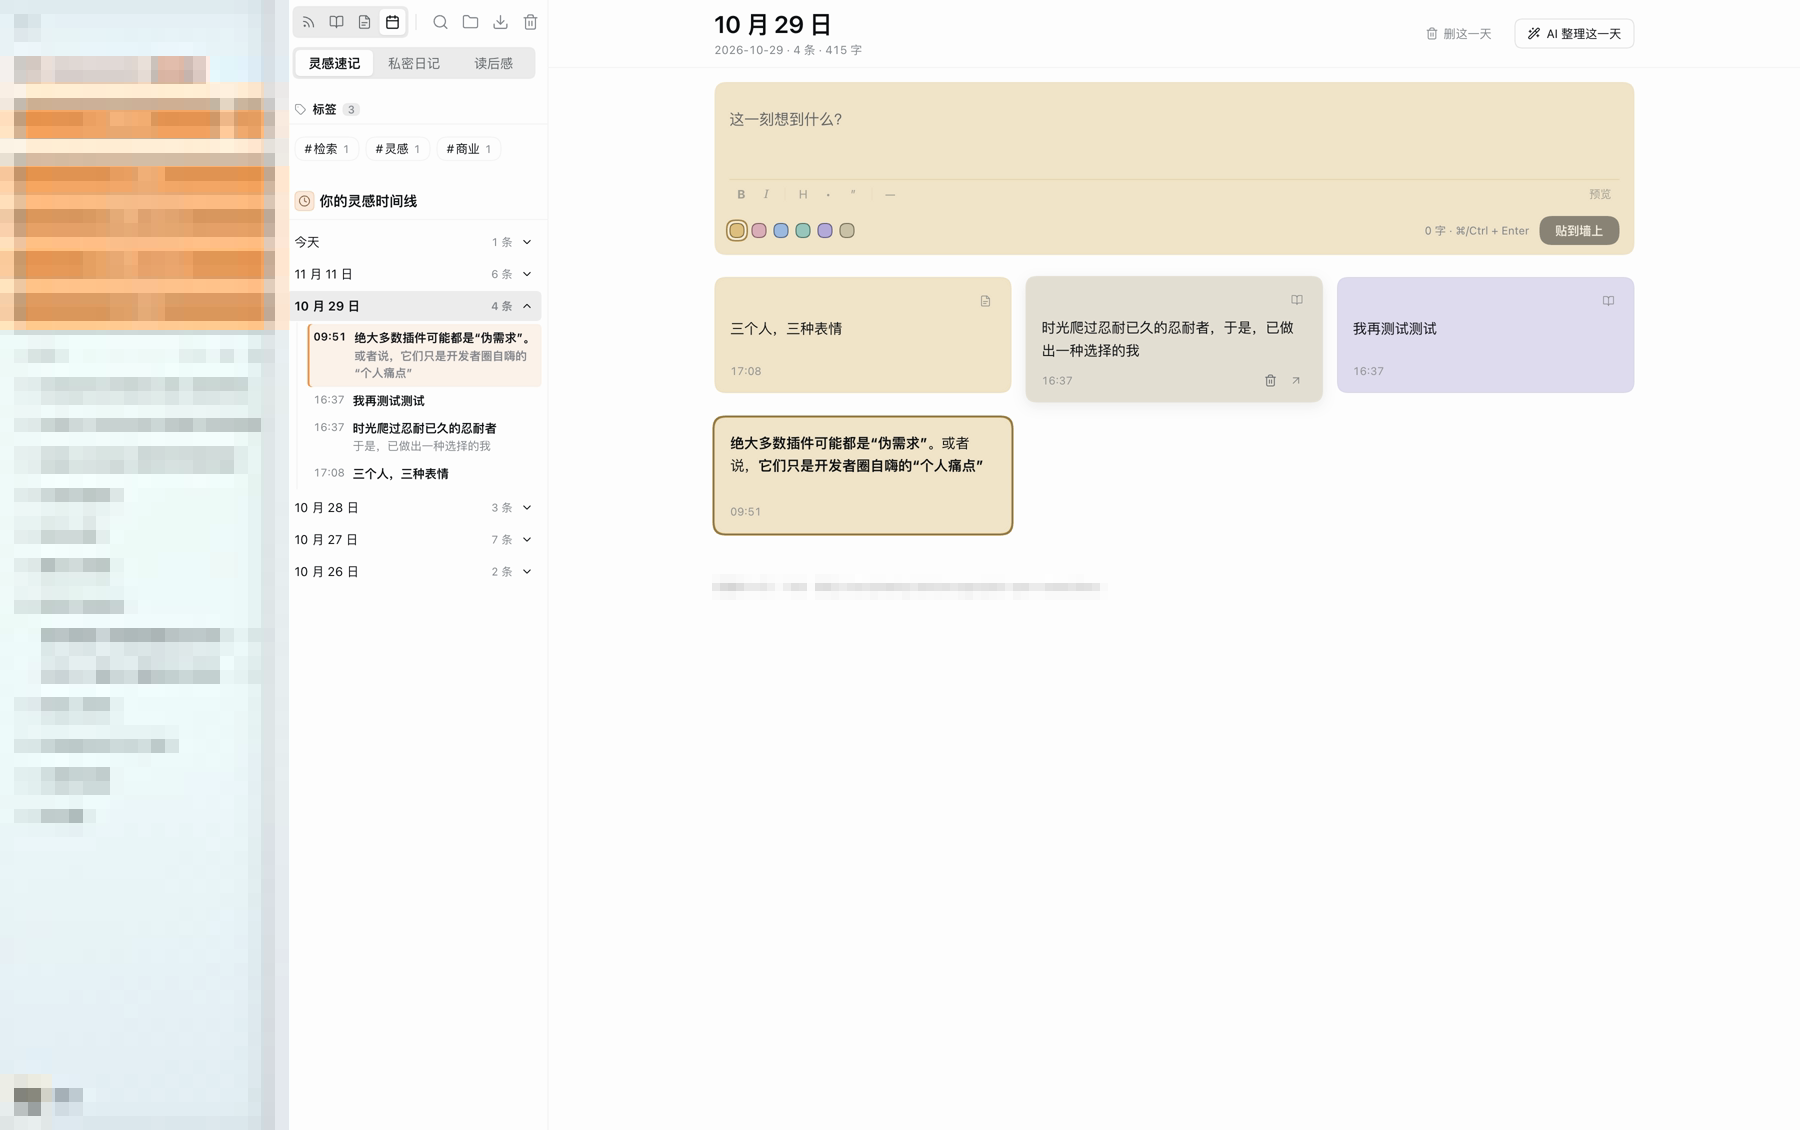 灵感速记 私密日记 读后感
标签 3
#检索 1 #灵感 1 #商业 1
你的灵感时间线
今天 1 条
11 月 11 日 6 条
10 月 29 日 4 条
09:51 绝大多数插件可能都是“伪需求”。
或者说，它们只是开发者圈自嗨的
“个人痛点”
16:37 我再测试测试
16:37 时光爬过忍耐已久的忍耐者
于是，已做出一种选择的我
17:08 三个人，三种表情
10 月 28 日 3 条
10 月 27 日 7 条
10 月 26 日 2 条
10 月 29 日
2026-10-29 · 4 条 · 415 字
删这一天 AI 整理这一天
这一刻想到什么?
B I H • " — 预览
0 字 · ⌘/Ctrl + Enter 贴到墙上
三个人，三种表情
17:08
时光爬过忍耐已久的忍耐者，于是，已做
出一种选择的我
16:37
我再测试测试
16:37
绝大多数插件可能都是“伪需求”。或者
说，它们只是开发者圈自嗨的“个人痛点”
09:51